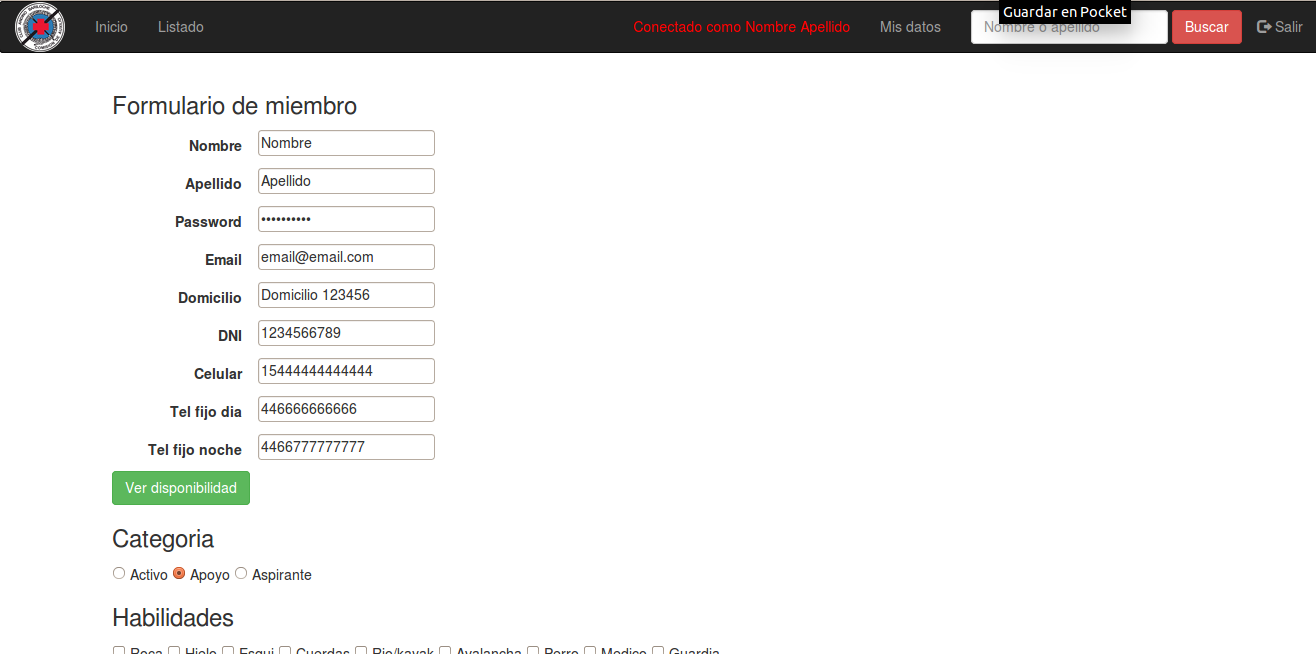 Inicio Listado Conectado como Nombre Apellido Mis datos Nombre o apellido Buscar Salir
Guardar en Pocket
Formulario de miembro
Nombre Nombre
Apellido Apellido
Password ••••••••••
Email email@email.com
Domicilio Domicilio 123456
DNI 1234566789
Celular 15444444444444
Tel fijo dia 446666666666
Tel fijo noche 4466777777777
Ver disponibilidad
Categoria
Activo Apoyo Aspirante
Habilidades
Roca Hielo Esqui Cuerdas Rio/kayak Avalancha Perro Medico Guardia